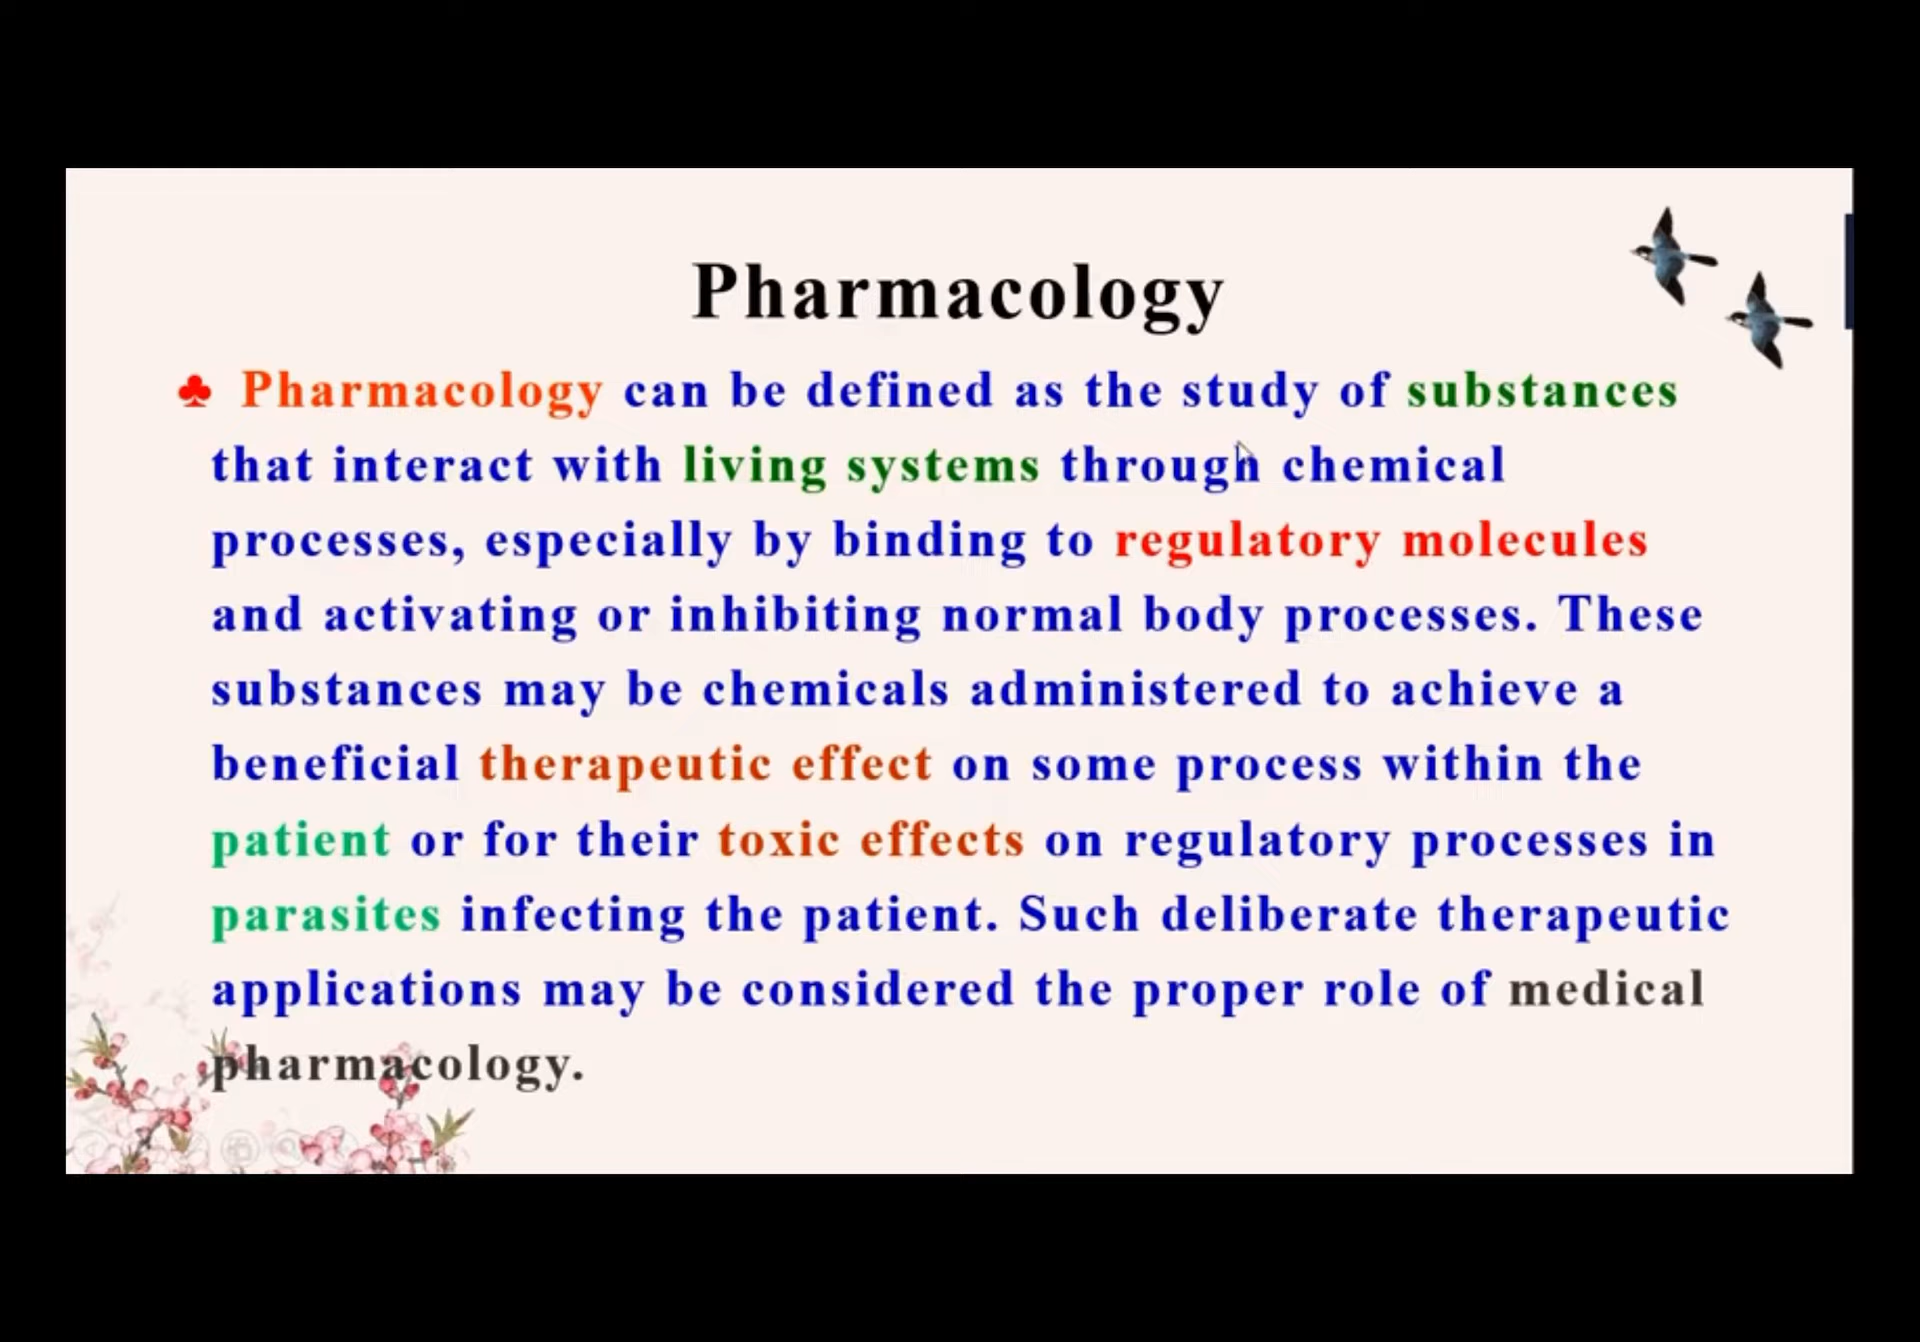 Pharmacology
♣ Pharmacology can be defined as the study of substances
that interact with living systems through chemical
processes, especially by binding to regulatory molecules
and activating or inhibiting normal body processes. These
substances may be chemicals administered to achieve a
beneficial therapeutic effect on some process within the
patient or for their toxic effects on regulatory processes in
parasites infecting the patient. Such deliberate therapeutic
applications may be considered the proper role of medical
pharmacology.